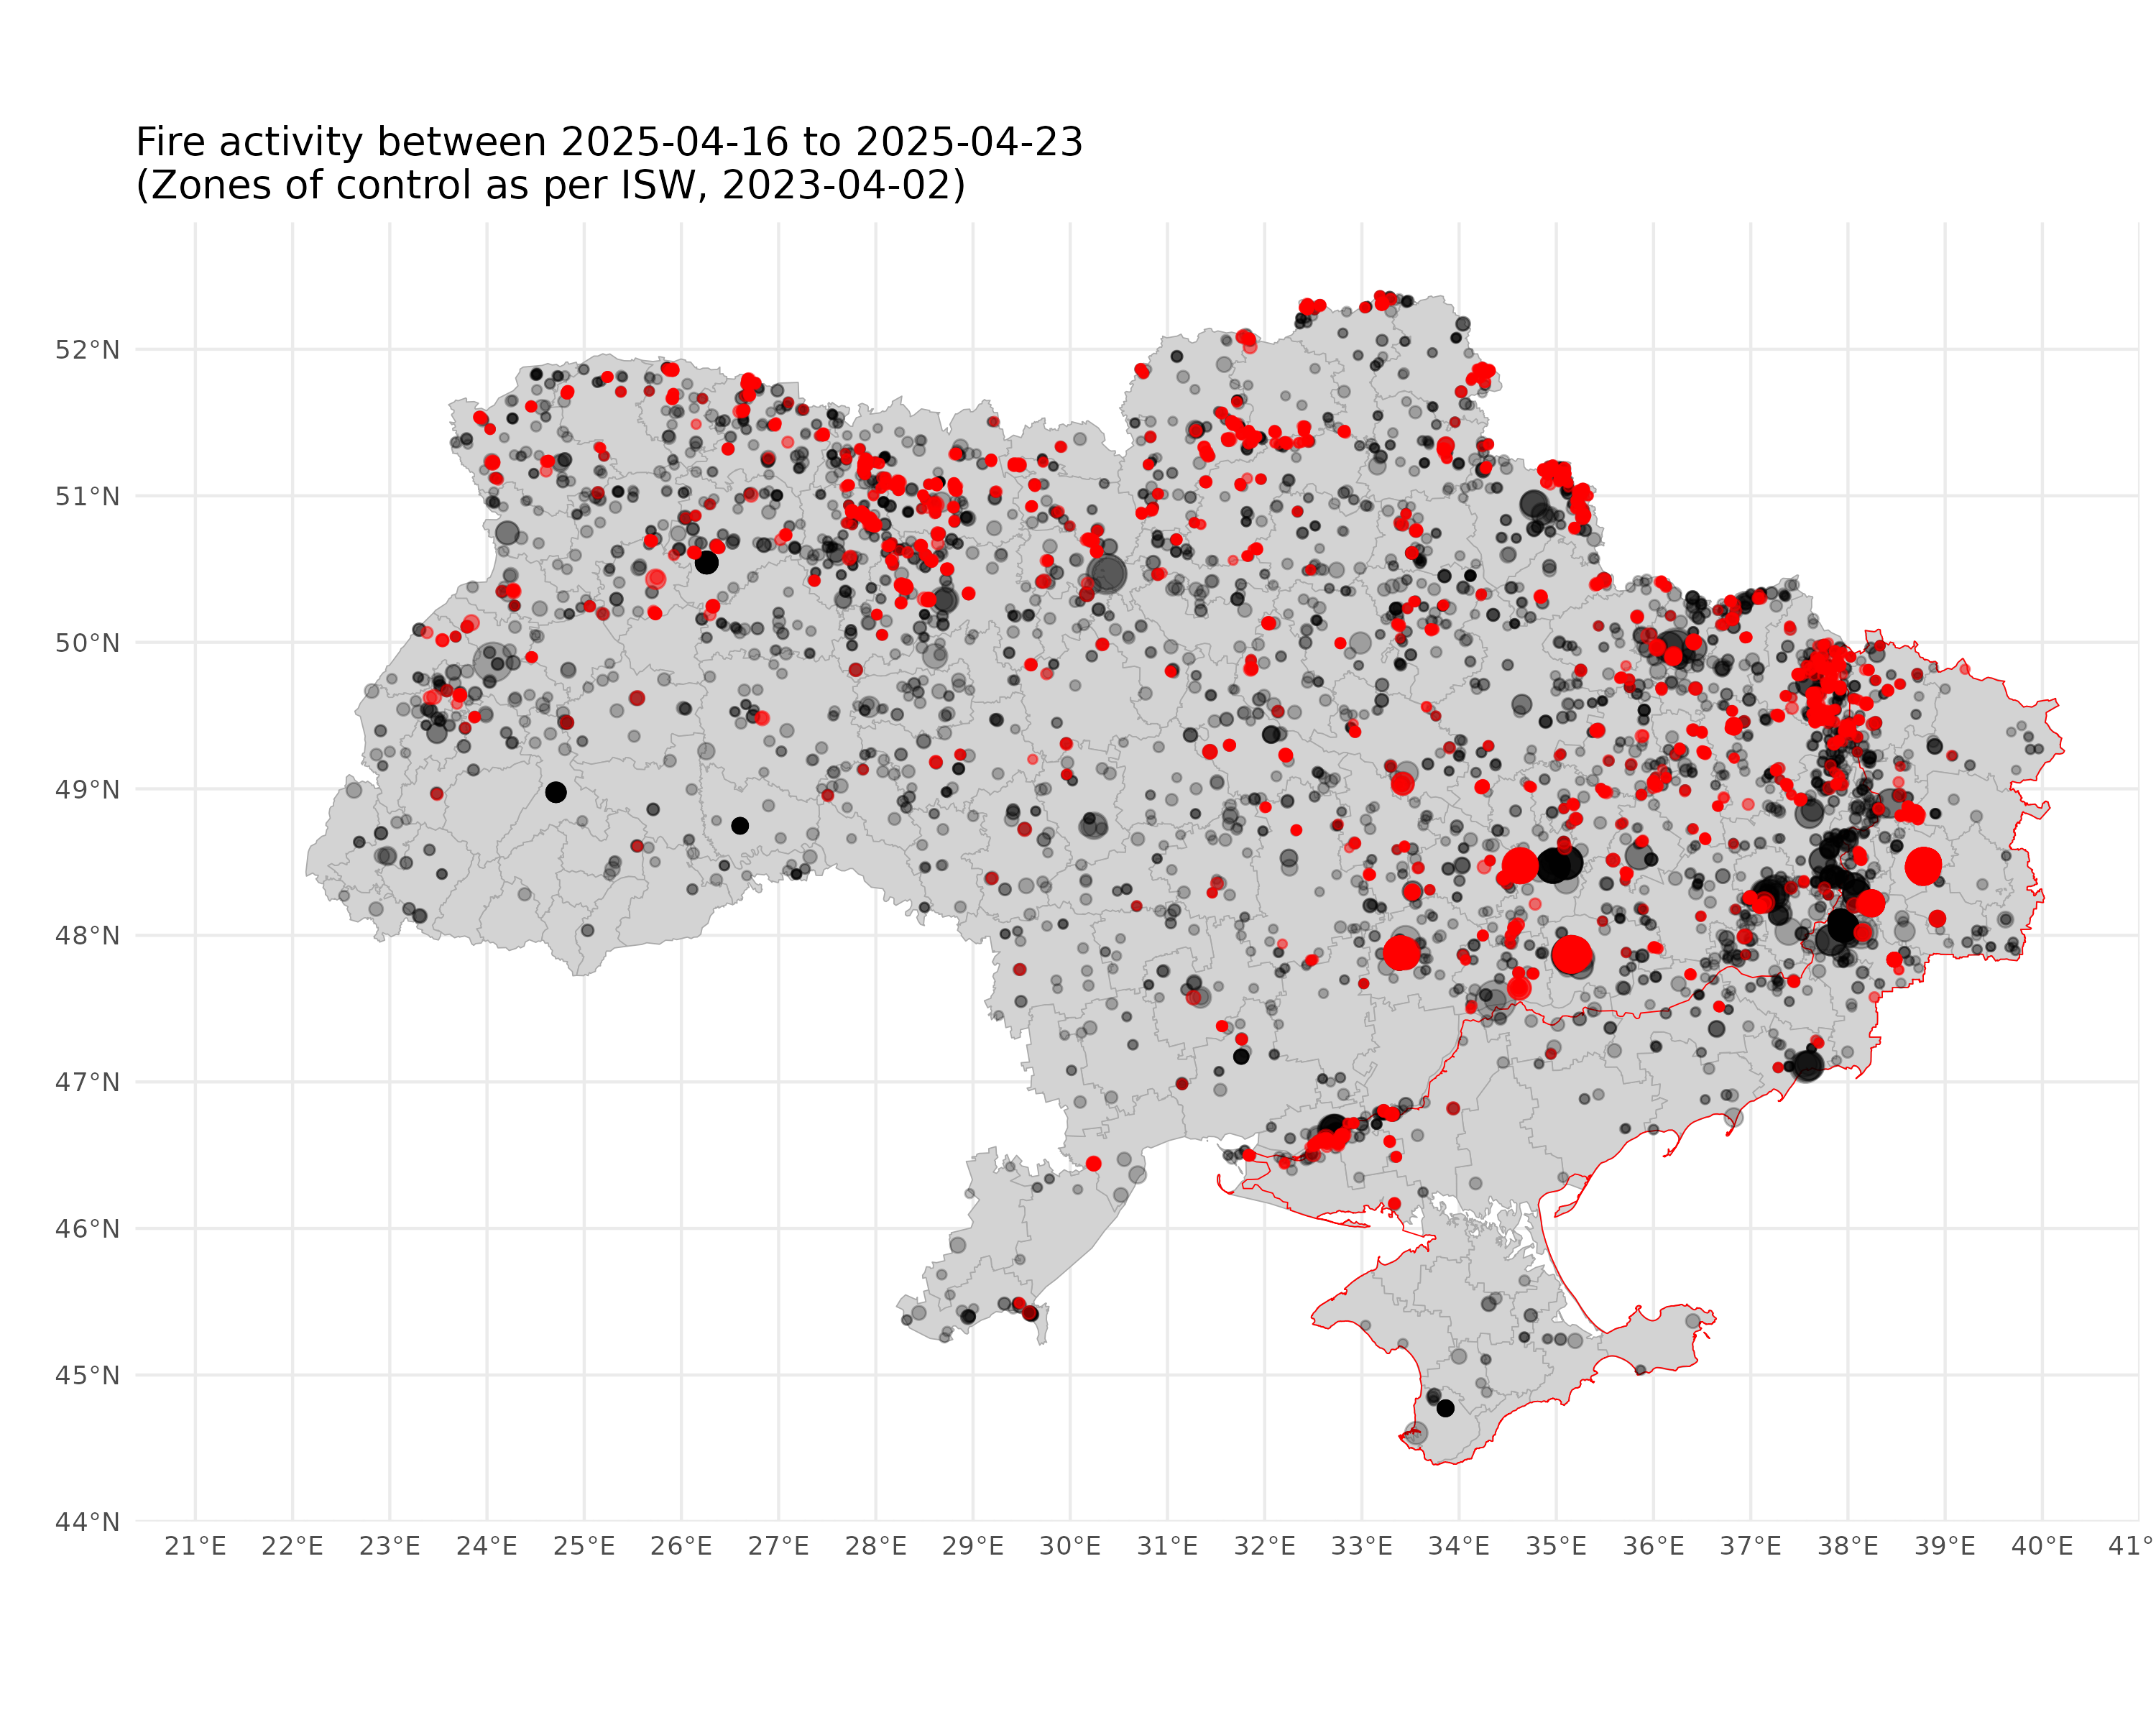 Fire activity between 2025-04-16 to 2025-04-23
(Zones of control as per ISW, 2023-04-02)
52°N
51°N
50°N
49°N
48°N
47°N
46°N
45°N
44°N
21°E 22°E 23°E 24°E 25°E 26°E 27°E 28°E 29°E 30°E 31°E 32°E 33°E 34°E 35°E 36°E 37°E 38°E 39°E 40°E 41°